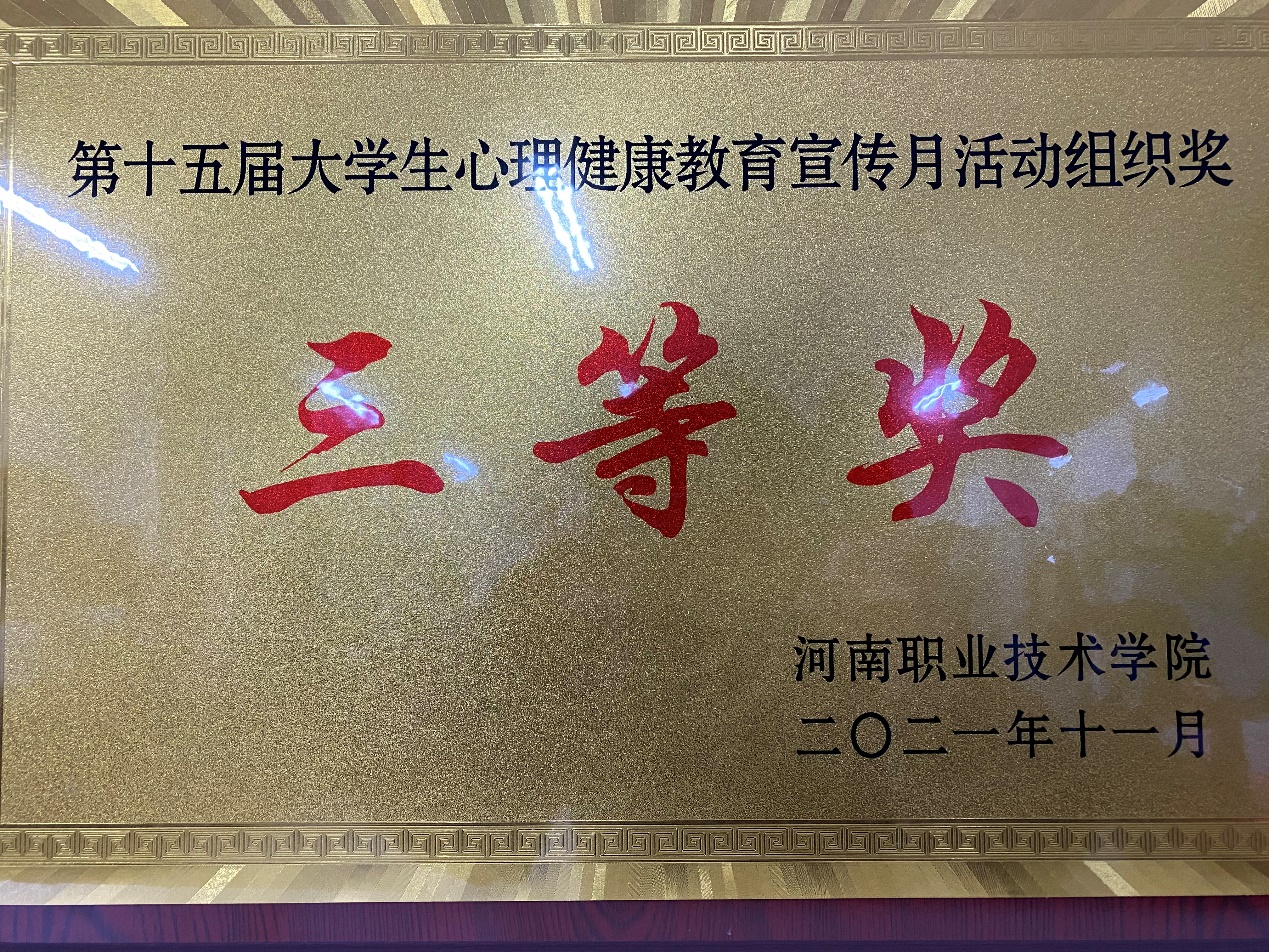 第十五届大学生心理健康教育宣传月活动组织奖
三等奖
河南职业技术学院
二〇二一年十一月